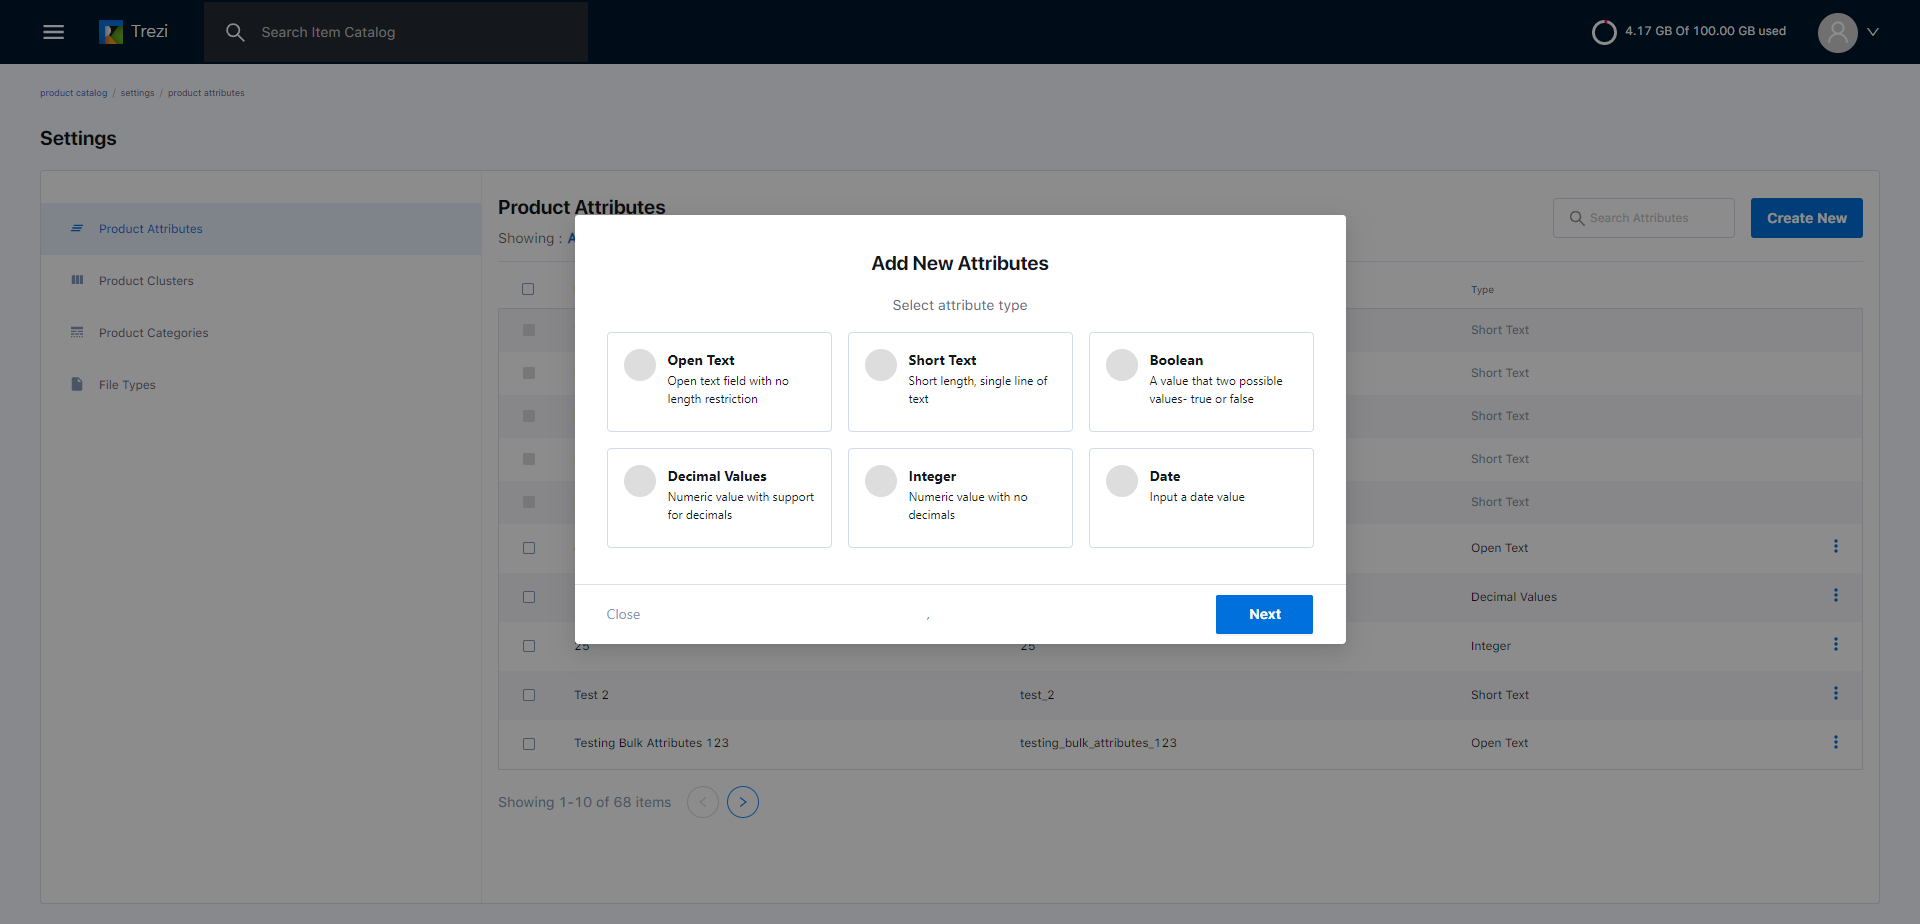 Trezi
Search Item Catalog
4.17 GB Of 100.00 GB used
product catalog / settings / product attributes
Settings
Product Attributes
Product Clusters
Product Categories
File Types
Product Attributes
Showing : A
Search Attributes
Create New
Type
Short Text
Short Text
Short Text
Short Text
Short Text
Open Text
Decimal Values
25 25 Integer
Test 2 test_2 Short Text
Testing Bulk Attributes 123 testing_bulk_attributes_123 Open Text
Showing 1-10 of 68 items
Add New Attributes
Select attribute type
Open Text
Open text field with no
length restriction
Short Text
Short length, single line of
text
Boolean
A value that two possible
values- true or false
Decimal Values
Numeric value with support
for decimals
Integer
Numeric value with no
decimals
Date
Input a date value
Close
,
Next